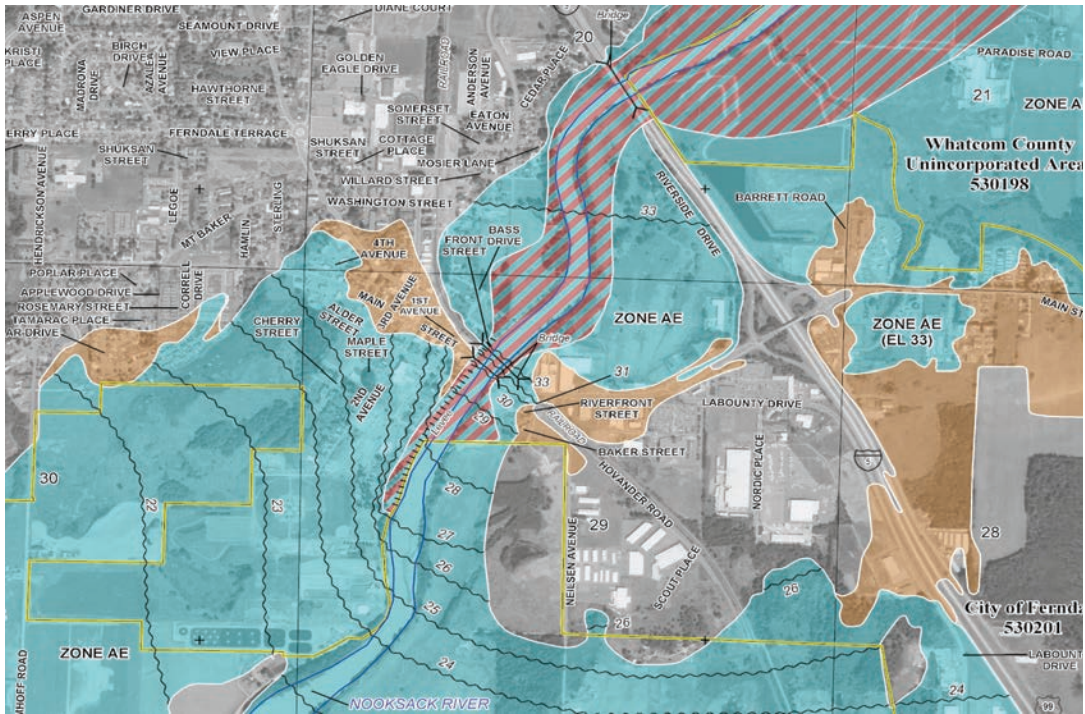 GARDINER DRIVE
DIANE COURT
ASPEN
AVENUE
SEAMOUNT DRIVE
Bridge
20
5
KRISTI
PLACE
BIRCH
DRIVE
VIEW PLACE
GOLDEN
EAGLE DRIVE
RAILROAD
ANDERSON
AVENUE
CEDAR PLACE
PARADISE ROAD
MADRONA
DRIVE
AZALEA
AVENUE
HAWTHORNE
STREET
SOMERSET
STREET
EATON
AVENUE
21
ZONE AE
ERRY PLACE
FERNDALE TERRACE
SHUKSAN
STREET
SHUKSAN
STREET
COTTAGE
PLACE
MOSIER LANE
Whatcom County
Unincorporated Area
530198
HENDRICKSON AVENUE
LEGOE
WILLARD STREET
WASHINGTON STREET
RIVERSIDE
DRIVE
BARRETT ROAD
MT BAKER
HAMLIN
STERLING
33
4TH
AVENUE
FRONT
STREET
BASS
DRIVE
POPLAR PLACE
APPLEWOOD DRIVE
ROSEMARY STREET
TAMARAC PLACE
AR DRIVE
CORRELL
DRIVE
MAIN
STREET
3RD AVENUE
1ST
AVENUE
MAIN S
CHERRY
STREET
ALDER
STREET
MAPLE
STREET
ZONE AE
Bridge
ZONE AE
(EL 33)
2ND
AVENUE
33
31
30
29
Levee
RIVERFRONT
STREET
RAILROAD
LABOUNTY DRIVE
BAKER STREET
NORDIC PLACE
5
HOVANDER ROAD
30
22
23
28
27
26
25
24
29
28
NEILSEN AVENUE
SCOUT PLACE
26
26
City of Fernda
530201
ZONE AE
LABOUNT
DRIVE
24
MHOFF ROAD
NOOKSACK RIVER
99